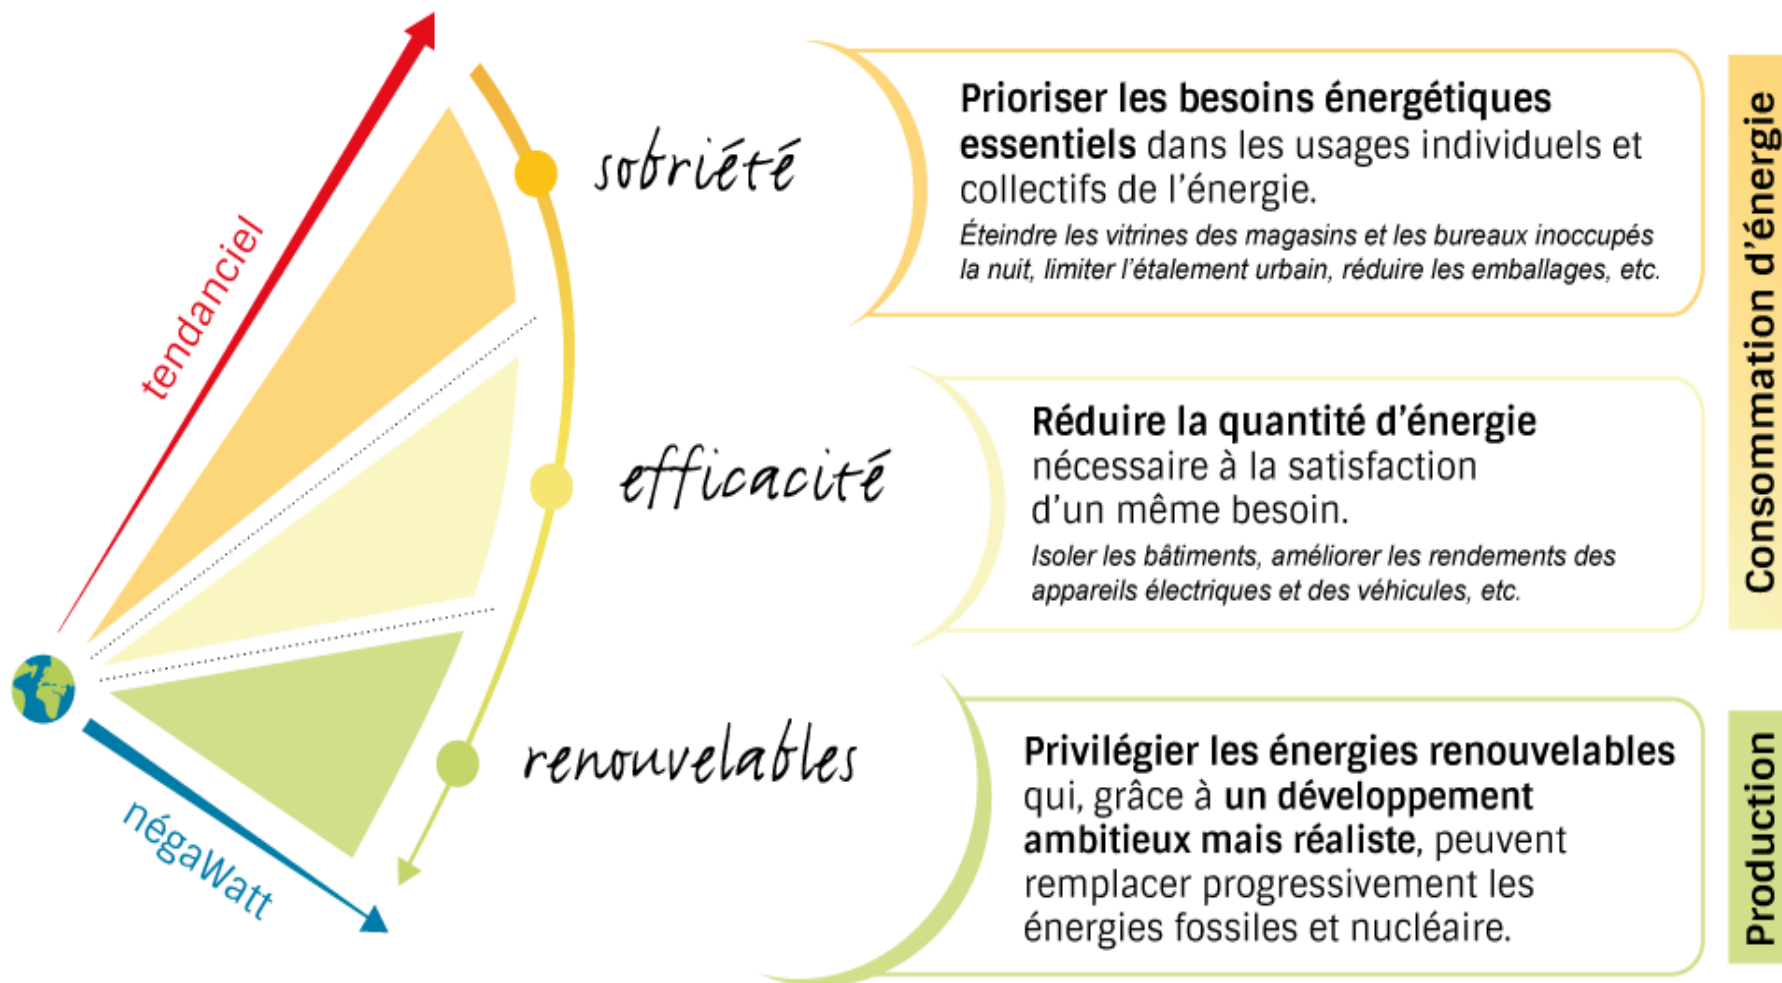 tendanciel
négaWatt
sobriété
Prioriser les besoins énergétiques
essentiels dans les usages individuels et
collectifs de l'énergie.
Éteindre les vitrines des magasins et les bureaux inoccupés
la nuit, limiter l'étalement urbain, réduire les emballages, etc.
efficacité
Réduire la quantité d'énergie
nécessaire à la satisfaction
d'un même besoin.
Isoler les bâtiments, améliorer les rendements des
appareils électriques et des véhicules, etc.
Consommation d'énergie
renouvelables
Privilégier les énergies renouvelables
qui, grâce à un développement
ambitieux mais réaliste, peuvent
remplacer progressivement les
énergies fossiles et nucléaire.
Production